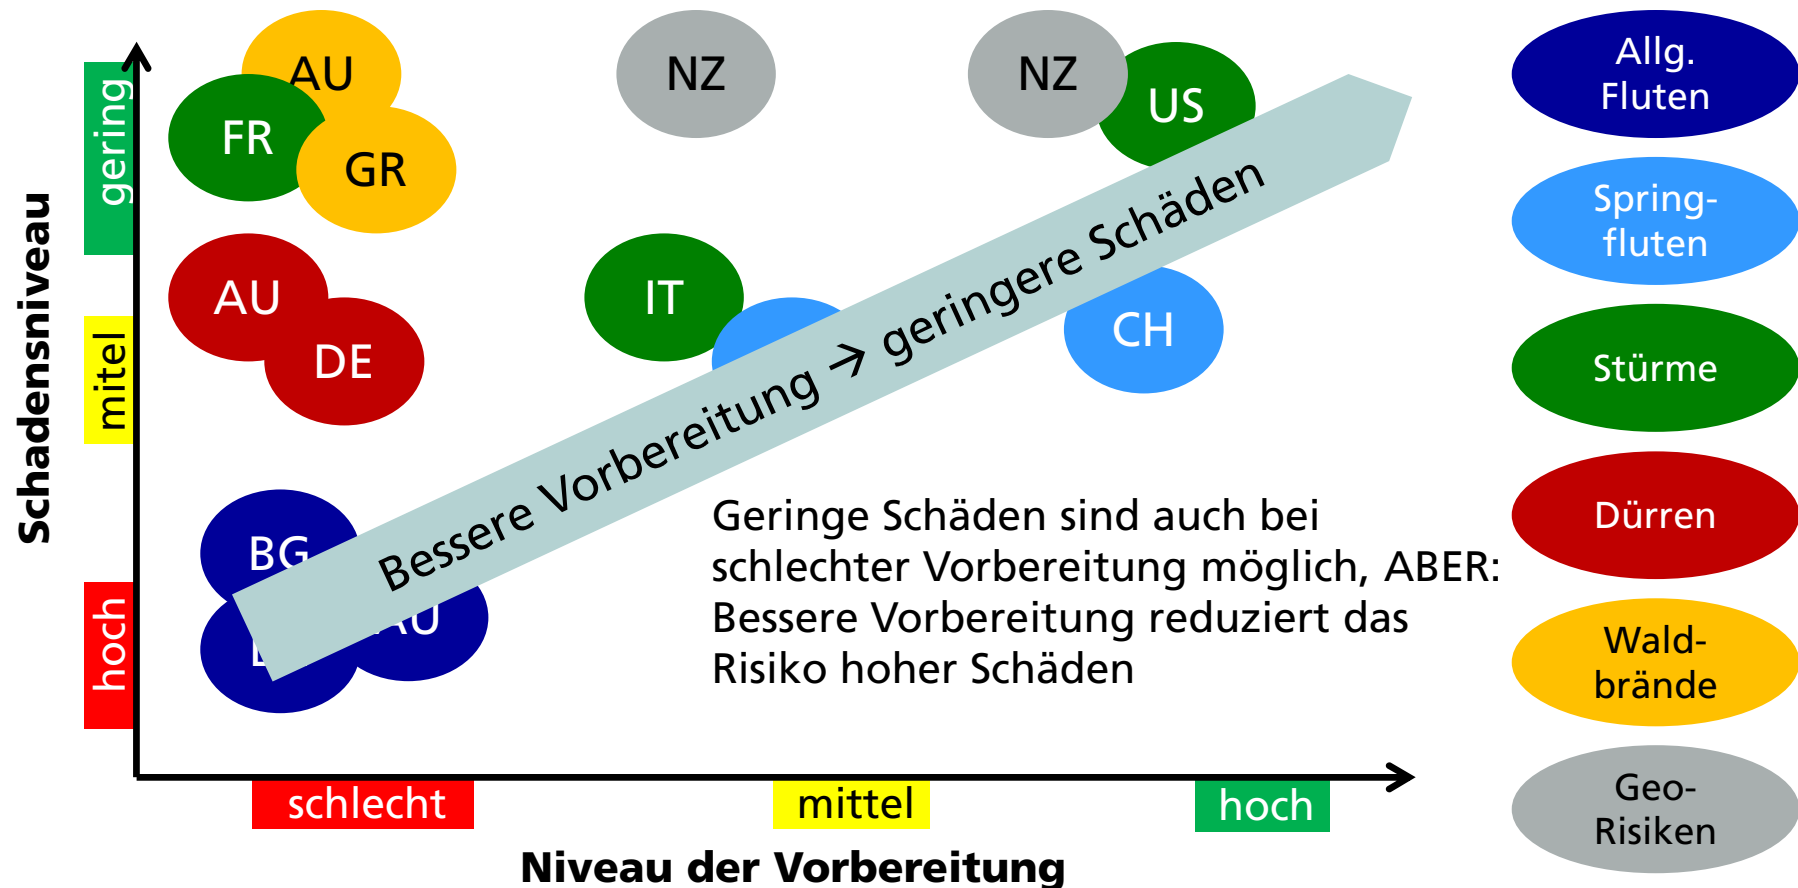 Schadensniveau
gering
mitel
hoch
AU
FR
GR
NZ
NZ
US
AU
DE
IT
CH
BG
AU
Bessere Vorbereitung → geringere Schäden
Geringe Schäden sind auch bei
schlechter Vorbereitung möglich, ABER:
Bessere Vorbereitung reduziert das
Risiko hoher Schäden
schlecht
mittel
hoch
Niveau der Vorbereitung
Allg.
Fluten
Spring-
fluten
Stürme
Dürren
Wald-
brände
Geo-
Risiken